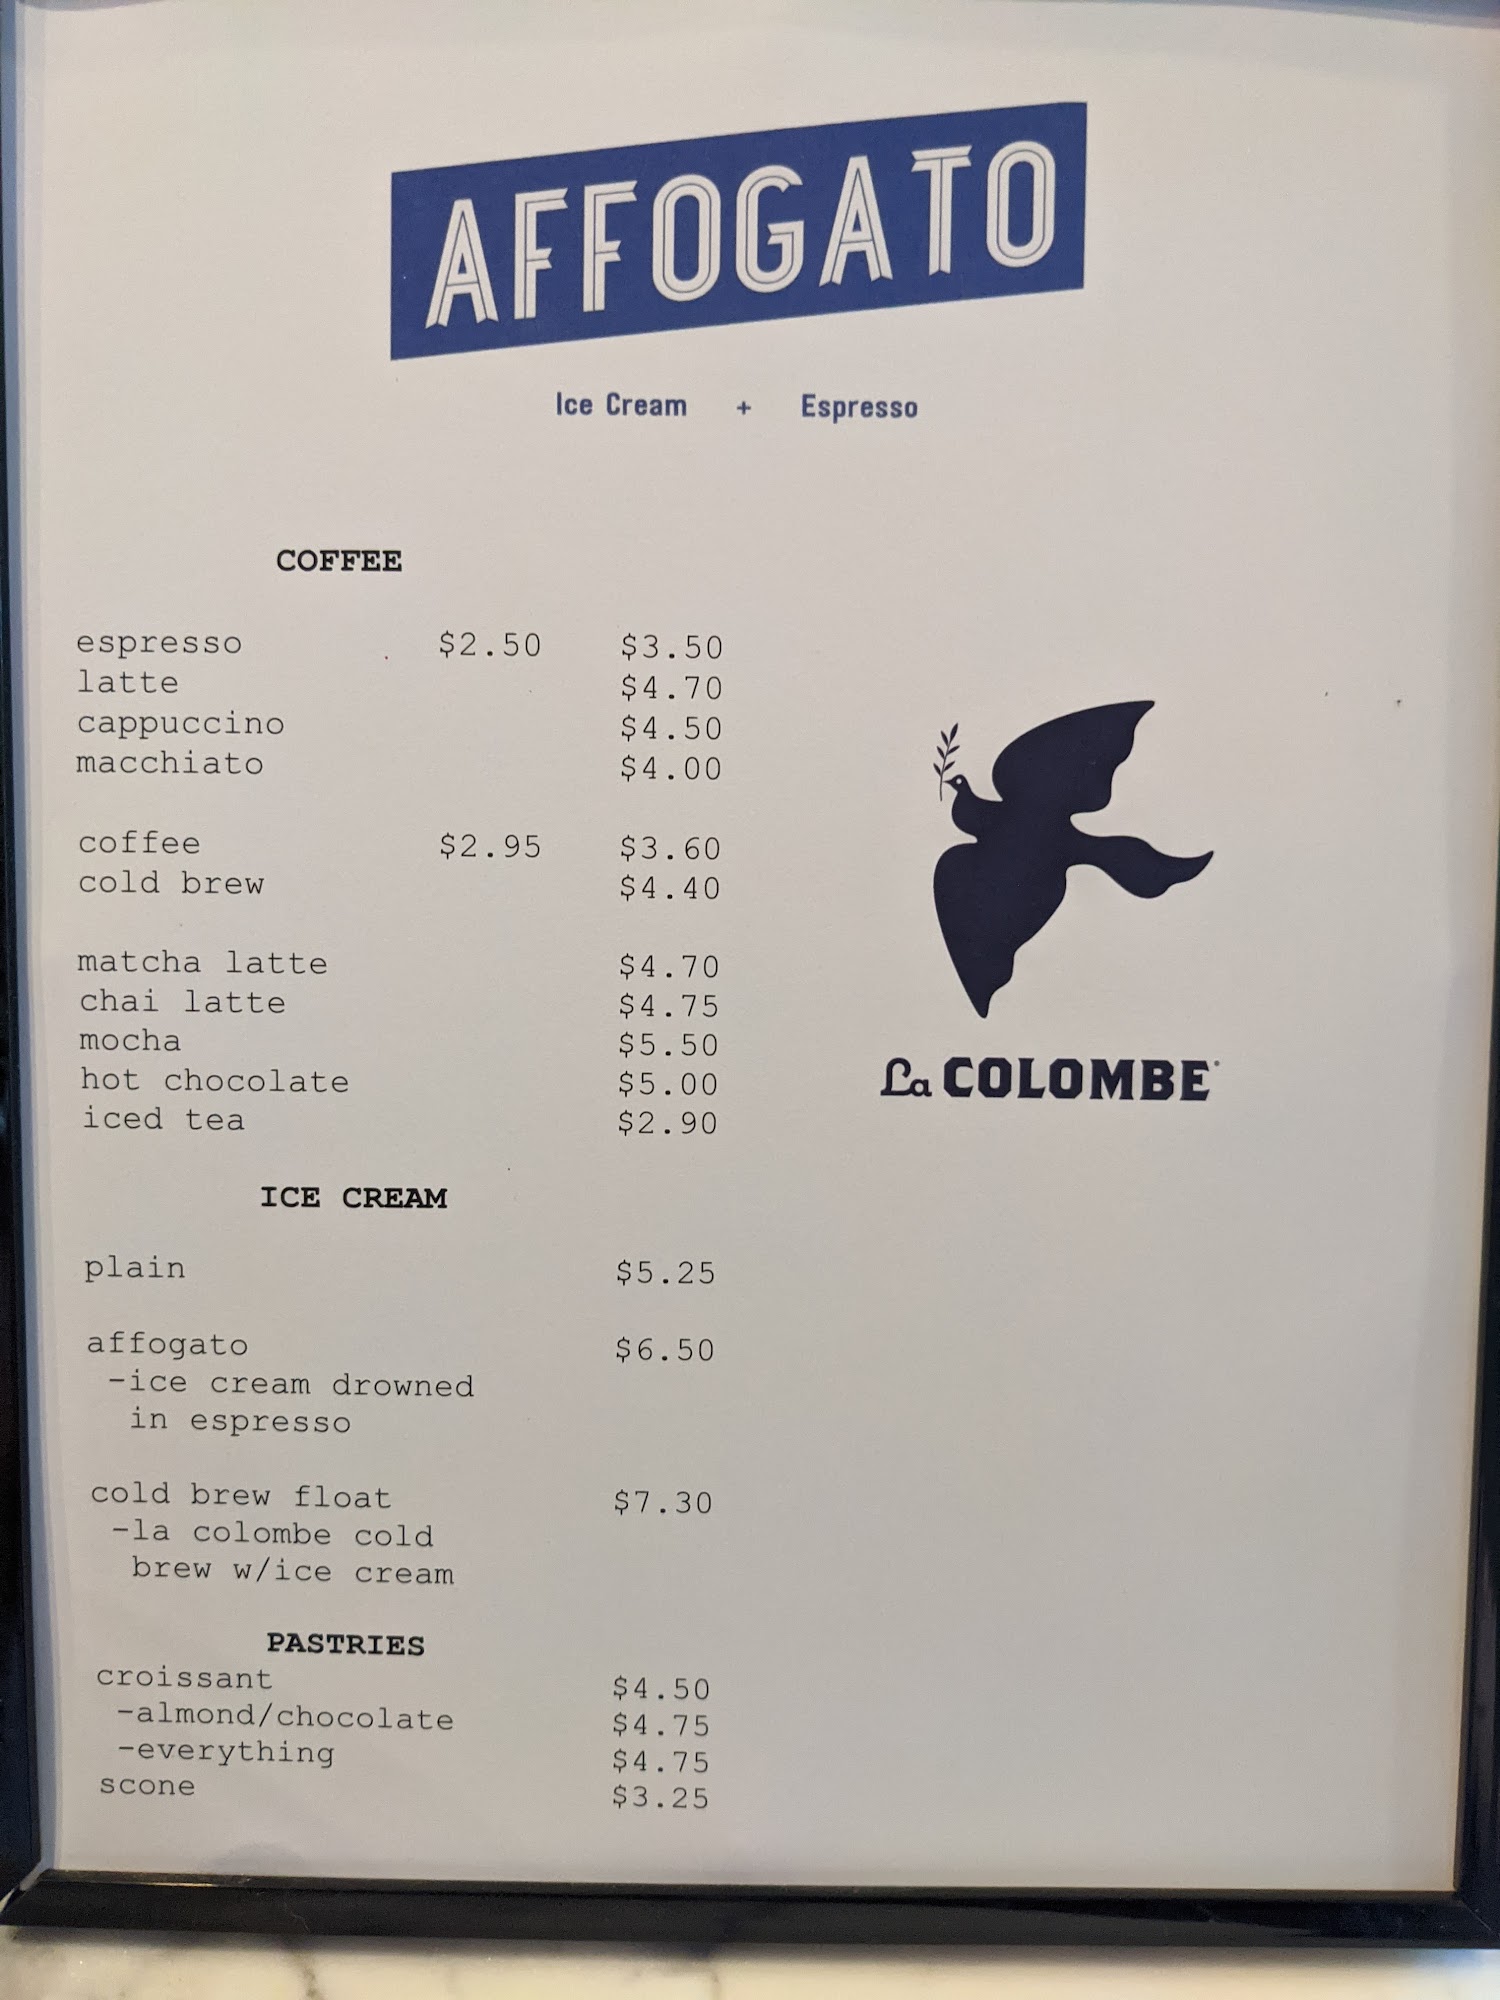 AFFOGATO
Ice Cream + Espresso
COFFEE
espresso $2.50 $3.50
latte $4.70
cappuccino $4.50
macchiato $4.00
coffee $2.95 $3.60
cold brew $4.40
matcha latte $4.70
chai latte $4.75
mocha $5.50
hot chocolate $5.00
iced tea $2.90
La COLOMBE
ICE CREAM
plain $5.25
affogato $6.50
-ice cream drowned
in espresso
cold brew float $7.30
-la colombe cold
brew w/ice cream
PASTRIES
croissant $4.50
-almond/chocolate $4.75
-everything $4.75
scone $3.25